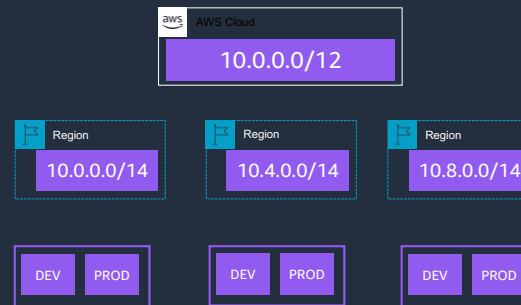 aws
AWS Cloud
10.0.0.0/12
Region
Region
Region
10.0.0.0/14
10.4.0.0/14
10.8.0.0/14
DEV
PROD
DEV
PROD
DEV
PROD